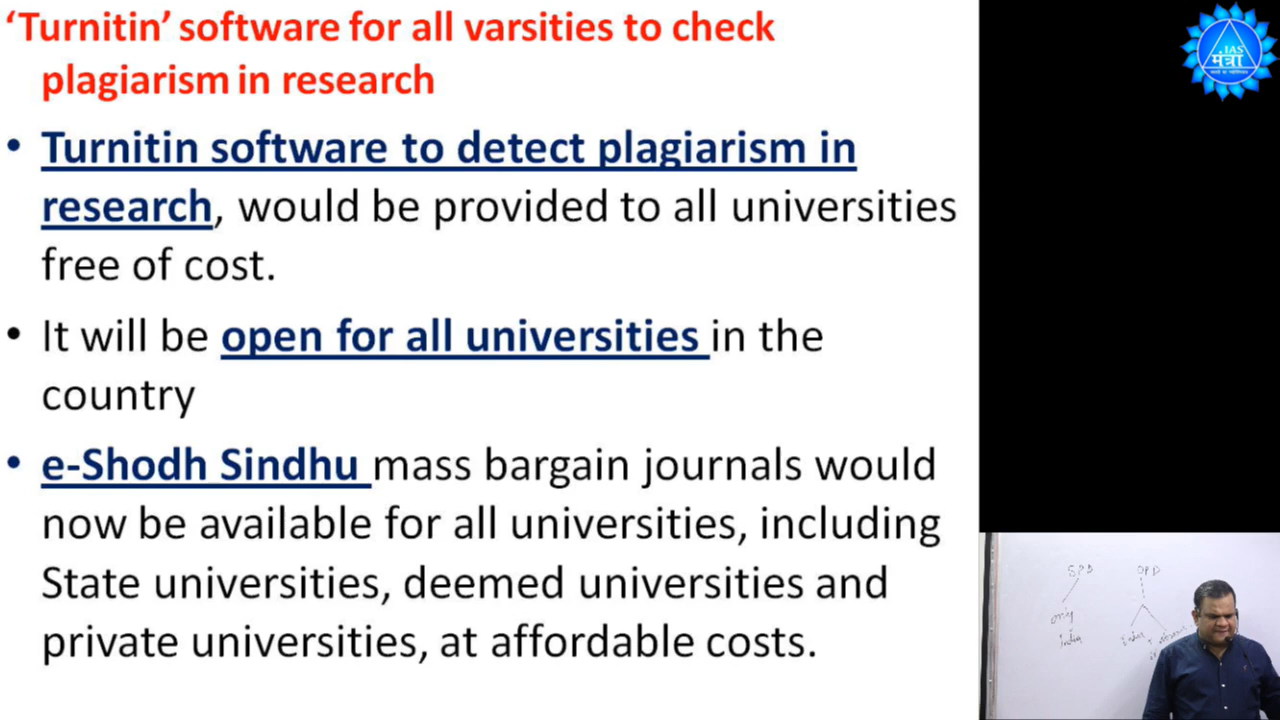 ‘Turnitin’ software for all varsities to check
plagiarism in research
• Turnitin software to detect plagiarism in
research, would be provided to all universities
free of cost.
• It will be open for all universities in the
country
• e-Shodh Sindhu mass bargain journals would
now be available for all universities, including
State universities, deemed universities and
private universities, at affordable costs.
IAS
मंत्रा
only
India